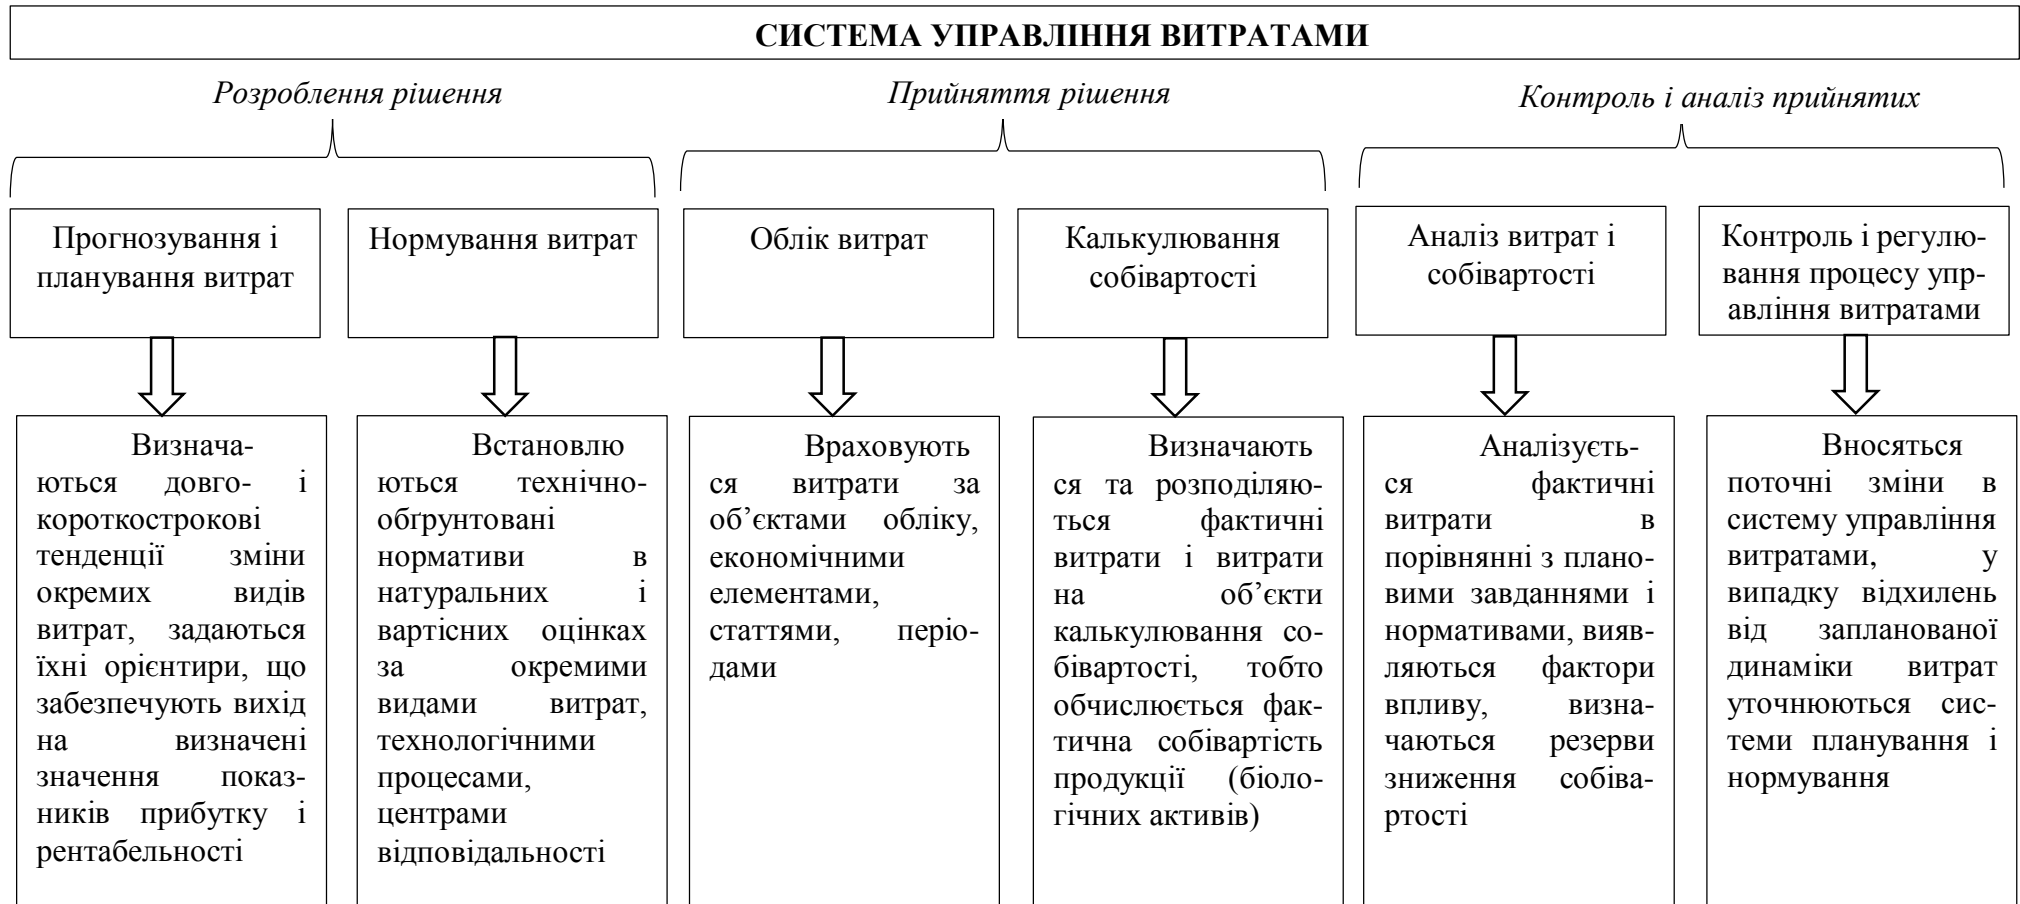 СИСТЕМА УПРАВЛІННЯ ВИТРАТАМИ
Розроблення рішення
Прийняття рішення
Контроль і аналіз прийнятих
Прогнозування і
планування витрат
Нормування витрат
Облік витрат
Калькулювання
собівартості
Аналіз витрат і
собівартості
Контроль і регулю-
вання процесу упр-
авління витратами
Визнача-
ються довго- і
короткострокові
тенденції зміни
окремих видів
витрат, задаються
їхні орієнтири, що
забезпечують вихід
на визначені
значення показ-
ників прибутку і
рентабельності
Встановлю
ються технічно-
обґрунтовані
нормативи в
натуральних і
вартісних оцінках
за окремими
видами витрат,
технологічними
процесами,
центрами
відповідальності
Враховують
ся витрати за
об’єктами обліку,
економічними
елементами,
статтями, періо-
дами
Визначають
ся та розподіляю-
ться фактичні
витрати і витрати
на об’єкти
калькулювання со-
бівартості, тобто
обчислюється фак-
тична собівартість
продукції (біоло-
гічних активів)
Аналізуєть-
ся фактичні
витрати в
порівнянні з плано-
вими завданнями і
нормативами, вияв-
ляються фактори
впливу, визна-
чаються резерви
зниження собіва-
ртості
Вносяться
поточні зміни в
систему управління
витратами, у
випадку відхилень
від запланованої
динаміки витрат
уточнюються сис-
теми планування і
нормування